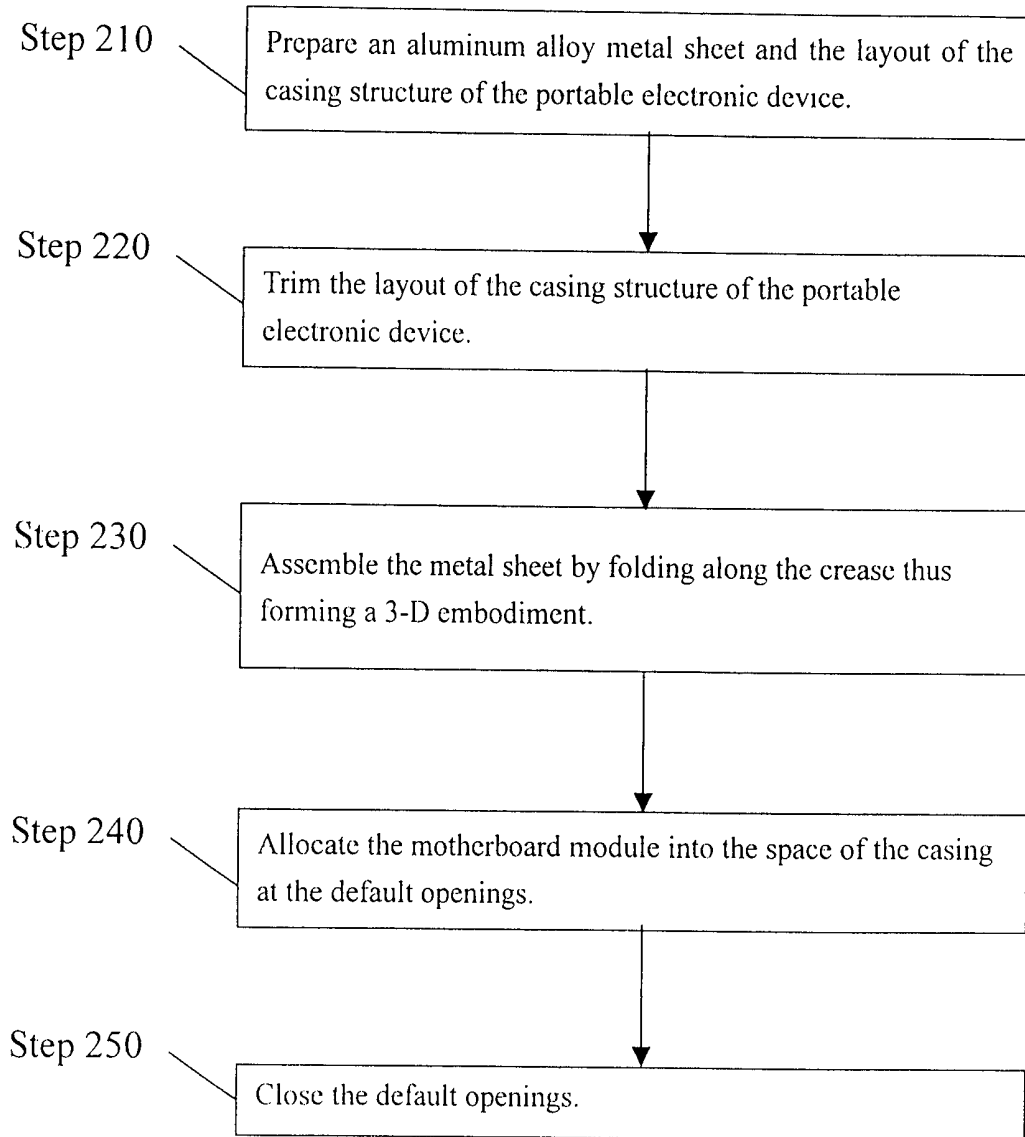 Step 210
Prepare an aluminum alloy metal sheet and the layout of the
casing structure of the portable electronic device.
Step 220
Trim the layout of the casing structure of the portable
electronic device.
Step 230
Assemble the metal sheet by folding along the crease thus
forming a 3-D embodiment.
Step 240
Allocate the motherboard module into the space of the casing
at the default openings.
Step 250
Close the default openings.